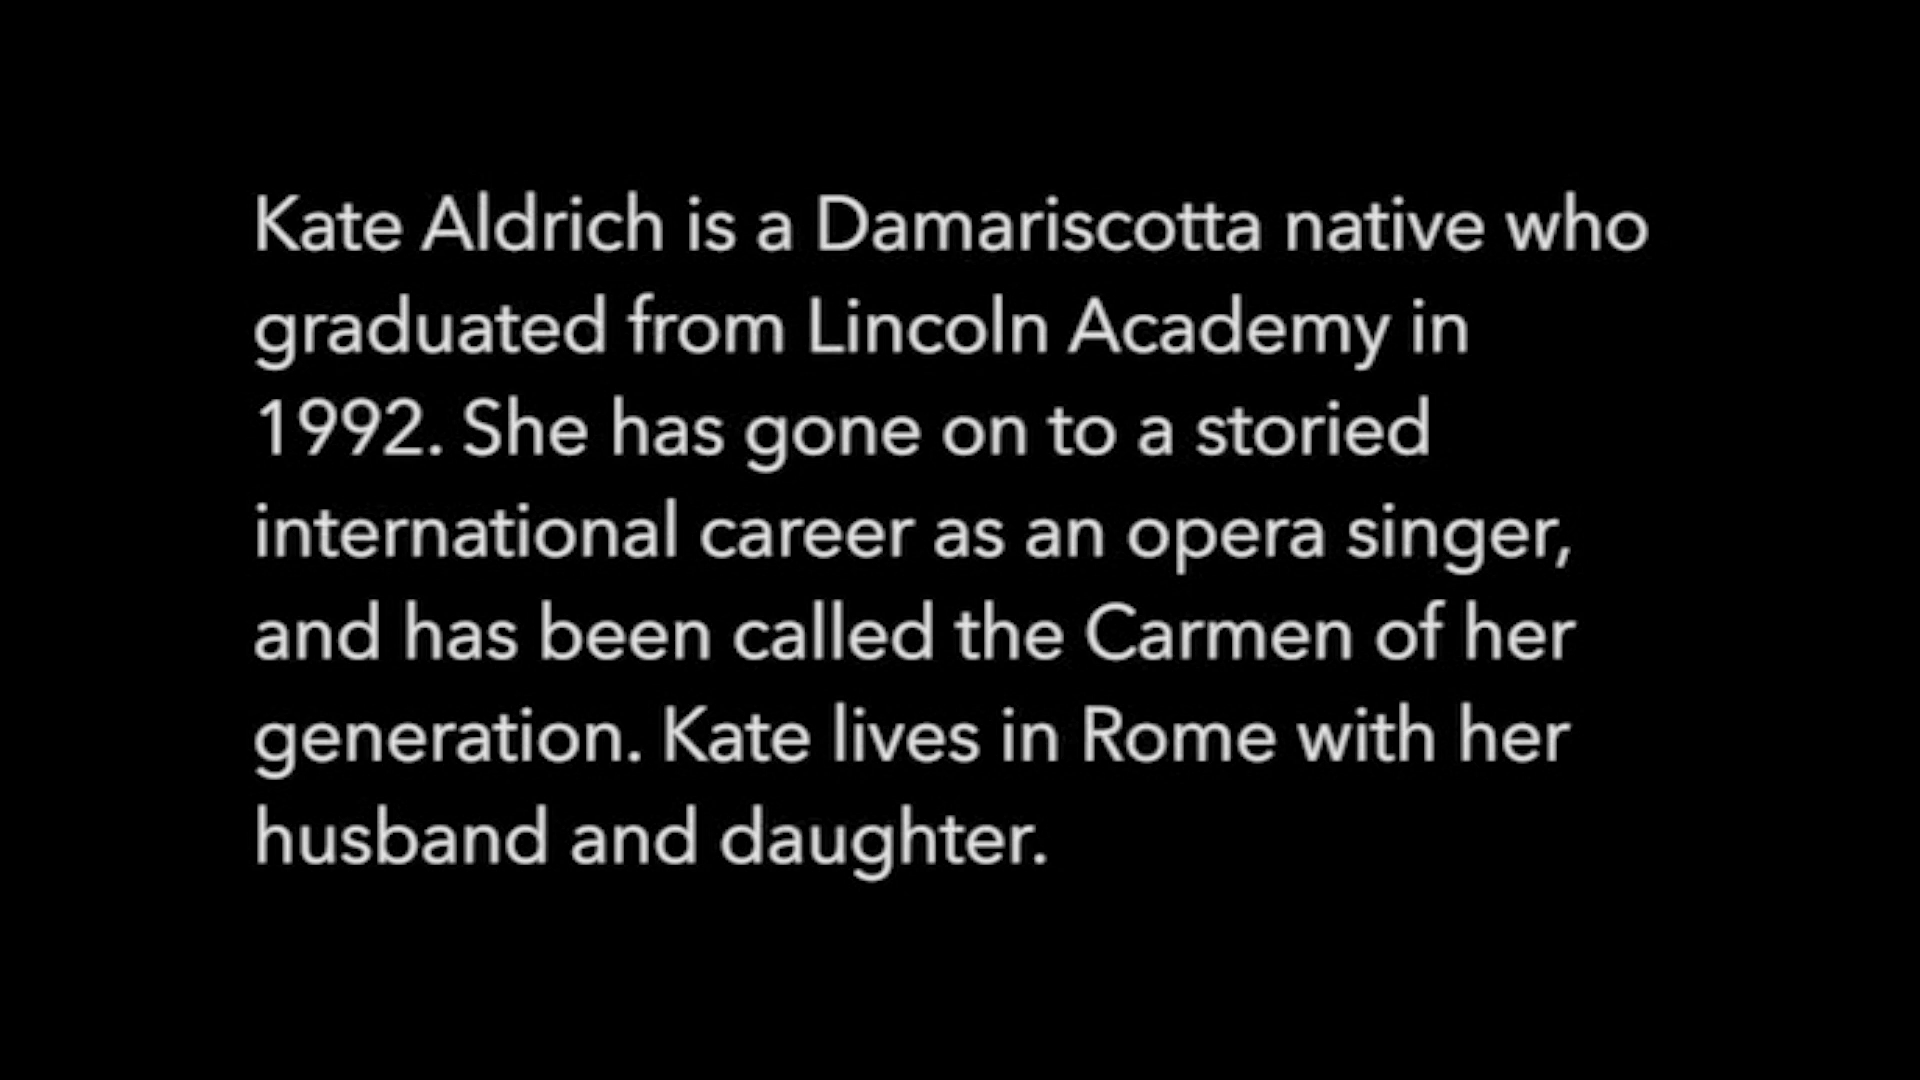 Kate Aldrich is a Damariscotta native who
graduated from Lincoln Academy in
1992. She has gone on to a storied
international career as an opera singer,
and has been called the Carmen of her
generation. Kate lives in Rome with her
husband and daughter.